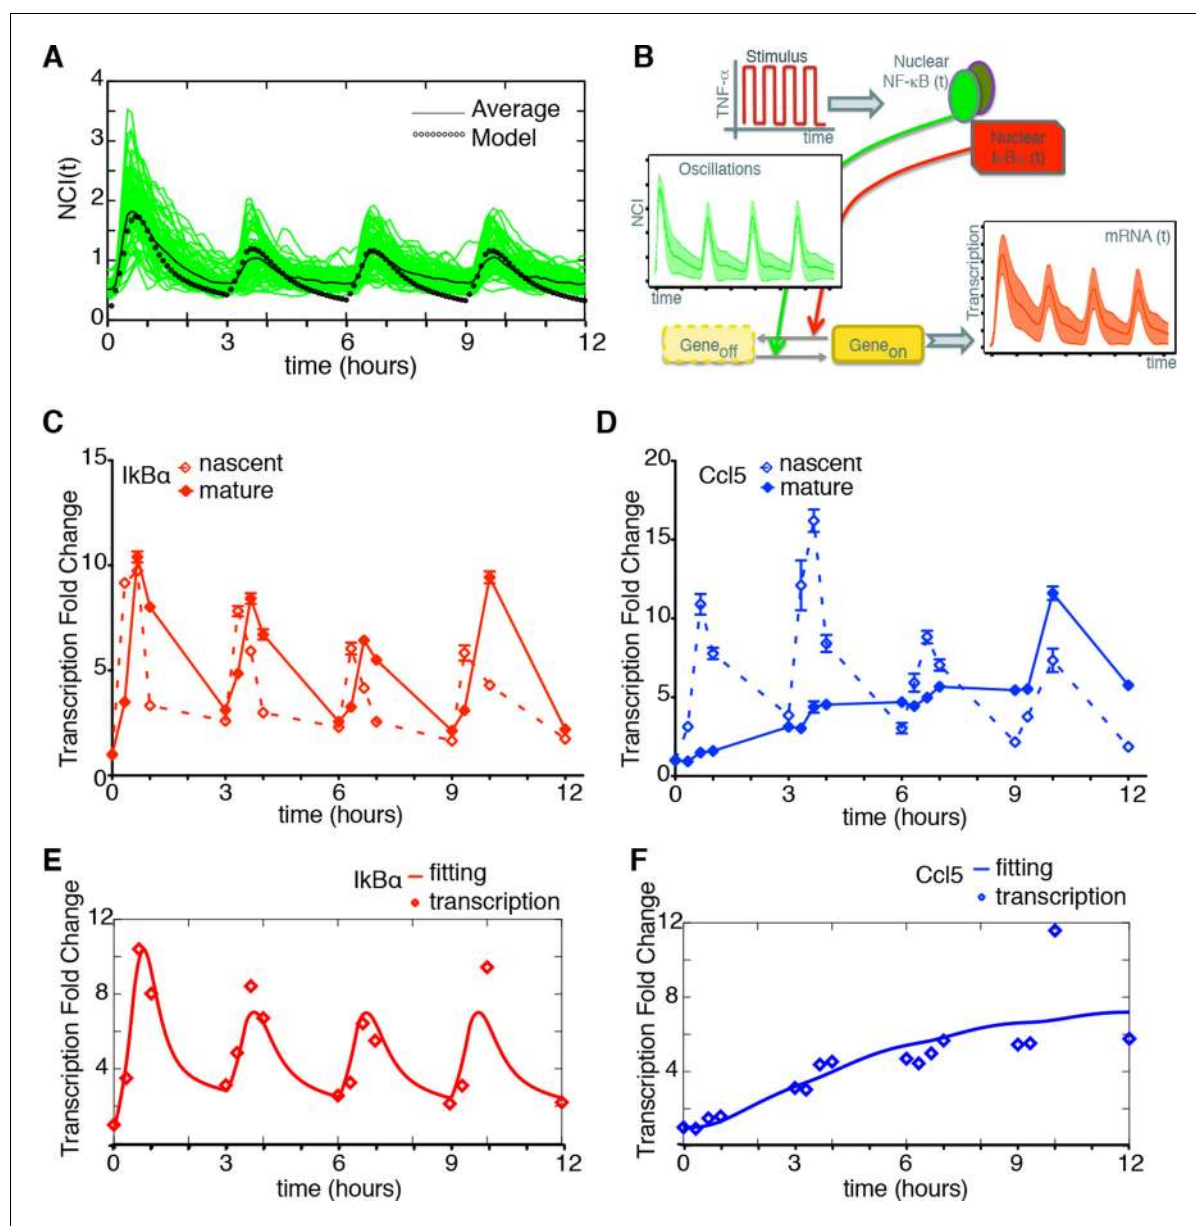 A
4
3
2
1
0
NCI(t)
Average
Model
0
3
6
9
12
time (hours)
B
Stimulus
TNF-α
time
Nuclear
NF-κB (t)
Nuclear
IκBα (t)
Oscillations
NCI
time
mRNA (t)
Transcription
time
Gene off
Gene on
C
15
10
5
0
Transcription Fold Change
IkBα
nascent
mature
0
3
6
9
12
time (hours)
D
20
15
10
5
0
Transcription Fold Change
Ccl5
nascent
mature
0
3
6
9
12
time (hours)
E
IkBα
fitting
transcription
12
8
4
Transcription Fold Change
0
3
6
9
12
time (hours)
F
Ccl5
fitting
transcription
12
8
4
Transcription Fold Change
0
3
6
9
12
time (hours)